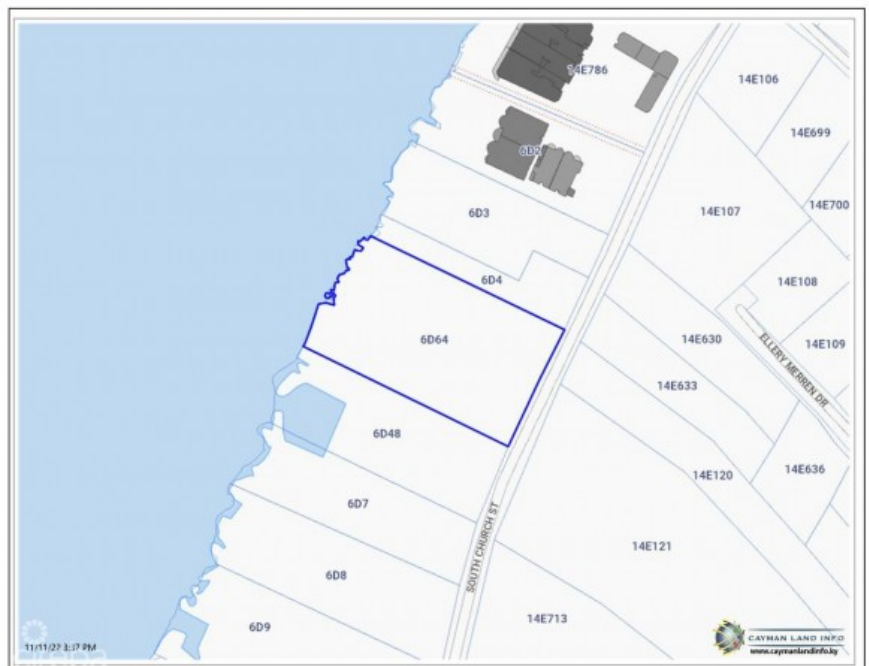 14E786
14E106
14E699
6D2
14E700
6D3
14E107
6D4
14E108
6D64
14E630
14E109
ELLERY MERREN DR
14E633
6D48
14E636
14E120
6D7
SOUTH CHURCH ST
14E121
6D8
14E713
6D9
CAYMAN LAND INFO
www.caymanlandinfo.ky